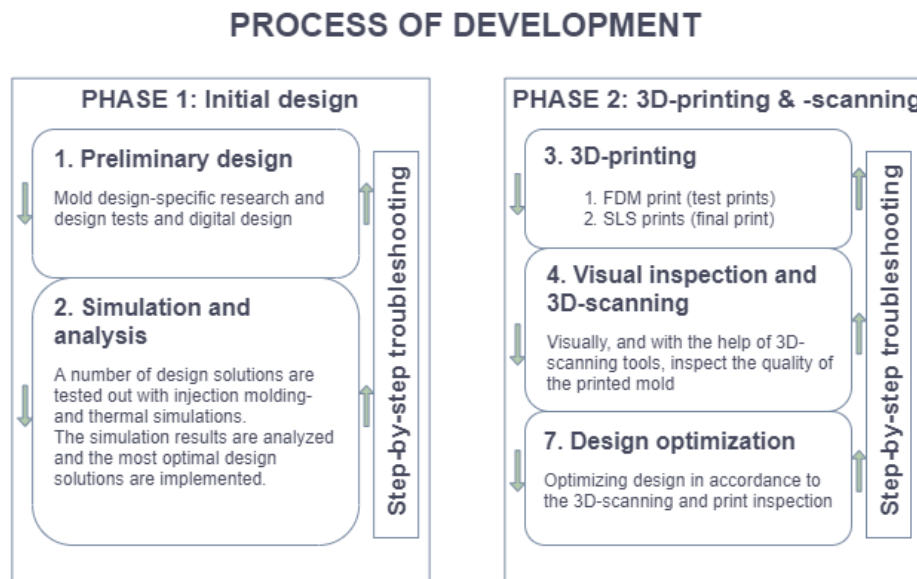 PROCESS OF DEVELOPMENT
PHASE 1: Initial design
1. Preliminary design
Mold design-specific research and
design tests and digital design
2. Simulation and
analysis
A number of design solutions are
tested out with injection molding-
and thermal simulations.
The simulation results are analyzed
and the most optimal design
solutions are implemented.
Step-by-step troubleshooting
PHASE 2: 3D-printing & -scanning
3. 3D-printing
1. FDM print (test prints)
2. SLS prints (final print)
4. Visual inspection and
3D-scanning
Visually, and with the help of 3D-
scanning tools, inspect the quality of
the printed mold
7. Design optimization
Optimizing design in accordance to
the 3D-scanning and print inspection
Step-by-step troubleshooting